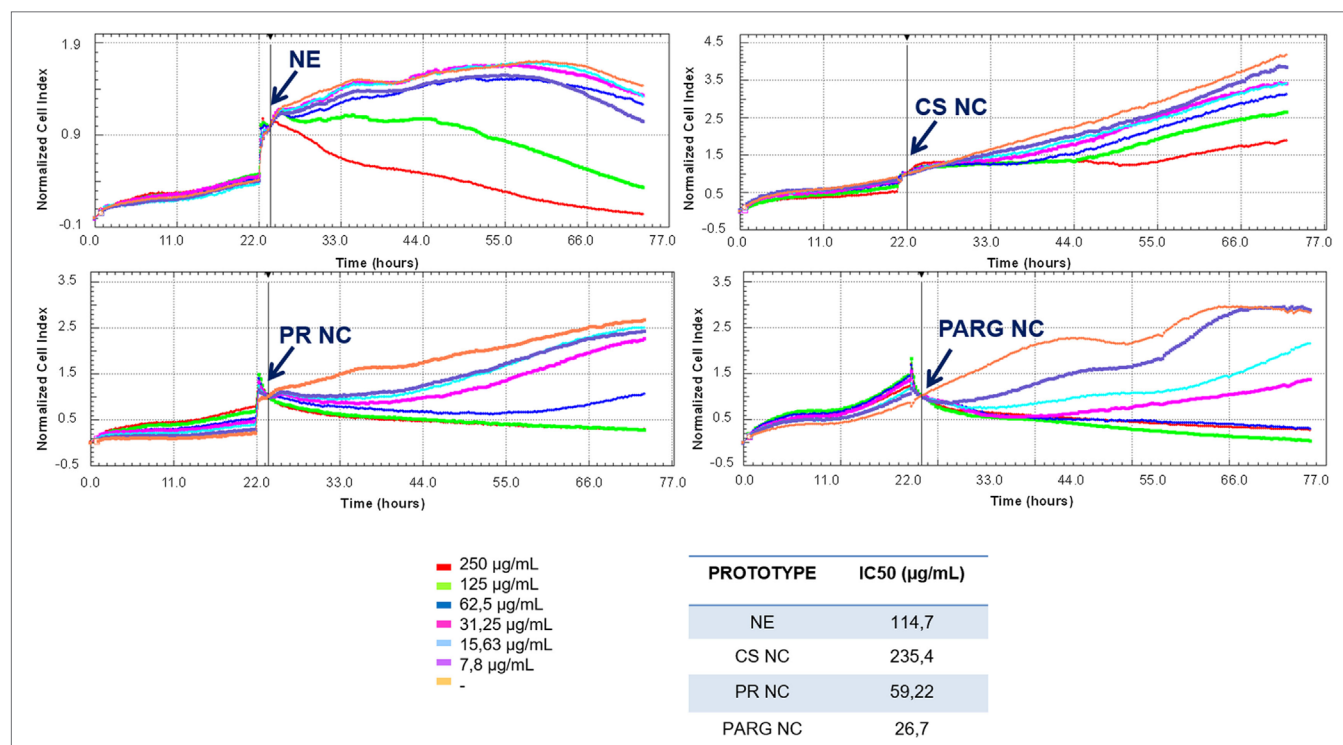 1.9
0.9
-0.1
Normalized Cell Index
NE
0.0 11.0 22.0 33.0 44.0 55.0 66.0 77.0
Time (hours)
4.5
3.5
2.5
1.5
0.5
-0.5
Normalized Cell Index
CS NC
0.0 11.0 22.0 33.0 44.0 55.0 66.0 77.0
Time (hours)
3.5
2.5
1.5
0.5
-0.5
Normalized Cell Index
PR NC
0.0 11.0 22.0 33.0 44.0 55.0 66.0 77.0
Time (hours)
3.5
2.5
1.5
0.5
-0.5
Normalized Cell Index
PARG NC
0.0 11.0 22.0 33.0 44.0 55.0 66.0 77.0
Time (hours)
250 µg/mL
125 µg/mL
62,5 µg/mL
31,25 µg/mL
15,63 µg/mL
7,8 µg/mL
-
PROTOTYPE IC50 (µg/mL)
NE 114,7
CS NC 235,4
PR NC 59,22
PARG NC 26,7